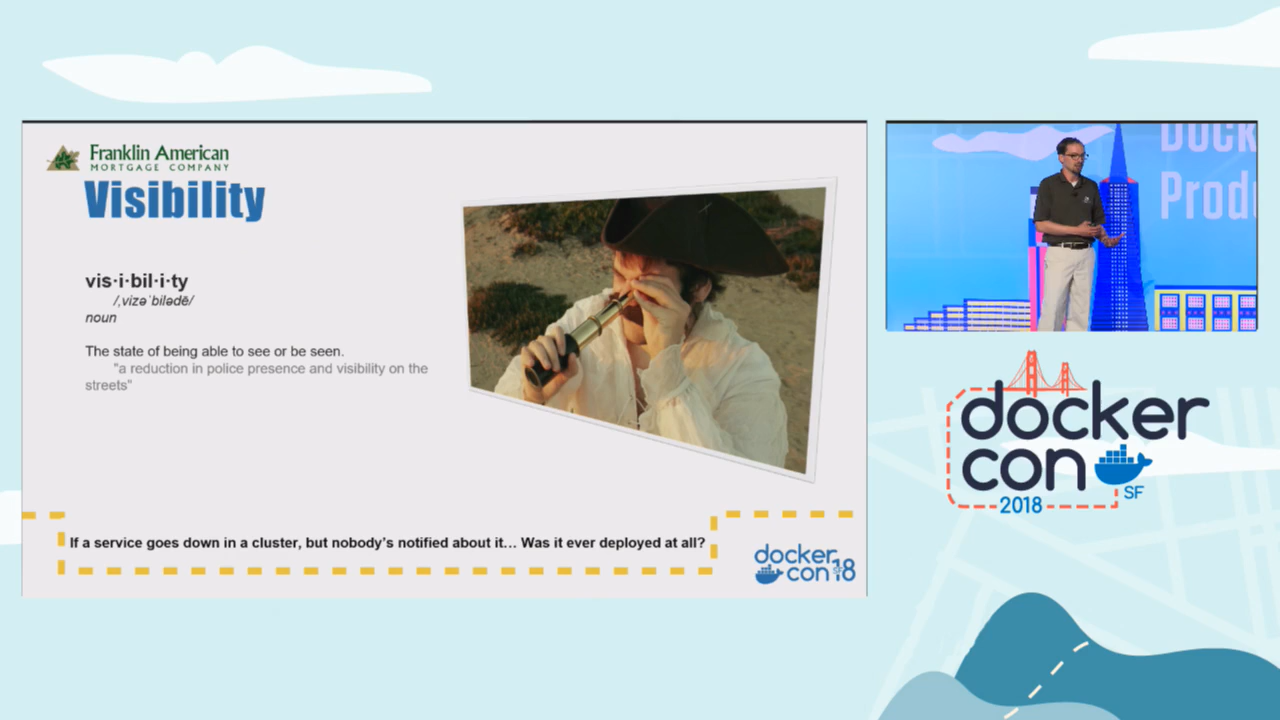 Franklin American
MORTGAGE COMPANY
Visibility
vis·i·bil·i·ty
/ˌvizəˈbilədē/
noun
The state of being able to see or be seen.
"a reduction in police presence and visibility on the
streets"
If a service goes down in a cluster, but nobody's notified about it... Was it ever deployed at all?
docker
con 18
docker
con
SF
2018